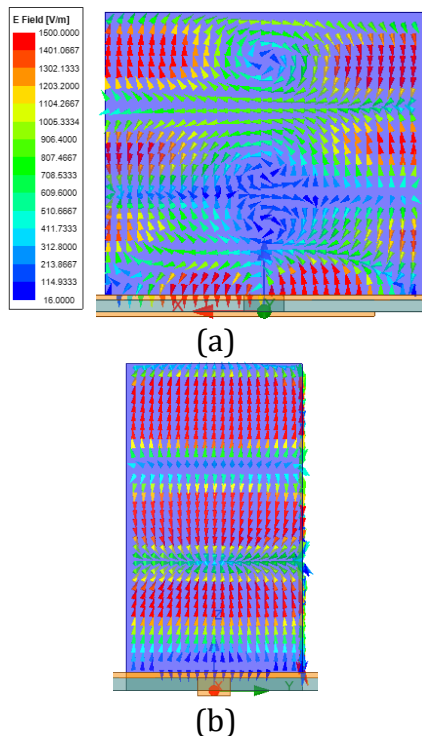 E Field [V/m]
1500.0000
1401.0667
1302.1333
1203.2000
1104.2667
1005.3334
906.4000
807.4667
708.5333
609.6000
510.6667
411.7333
312.8000
213.8667
114.9333
16.0000
X
Y
(a)
Z
X
Y
(b)